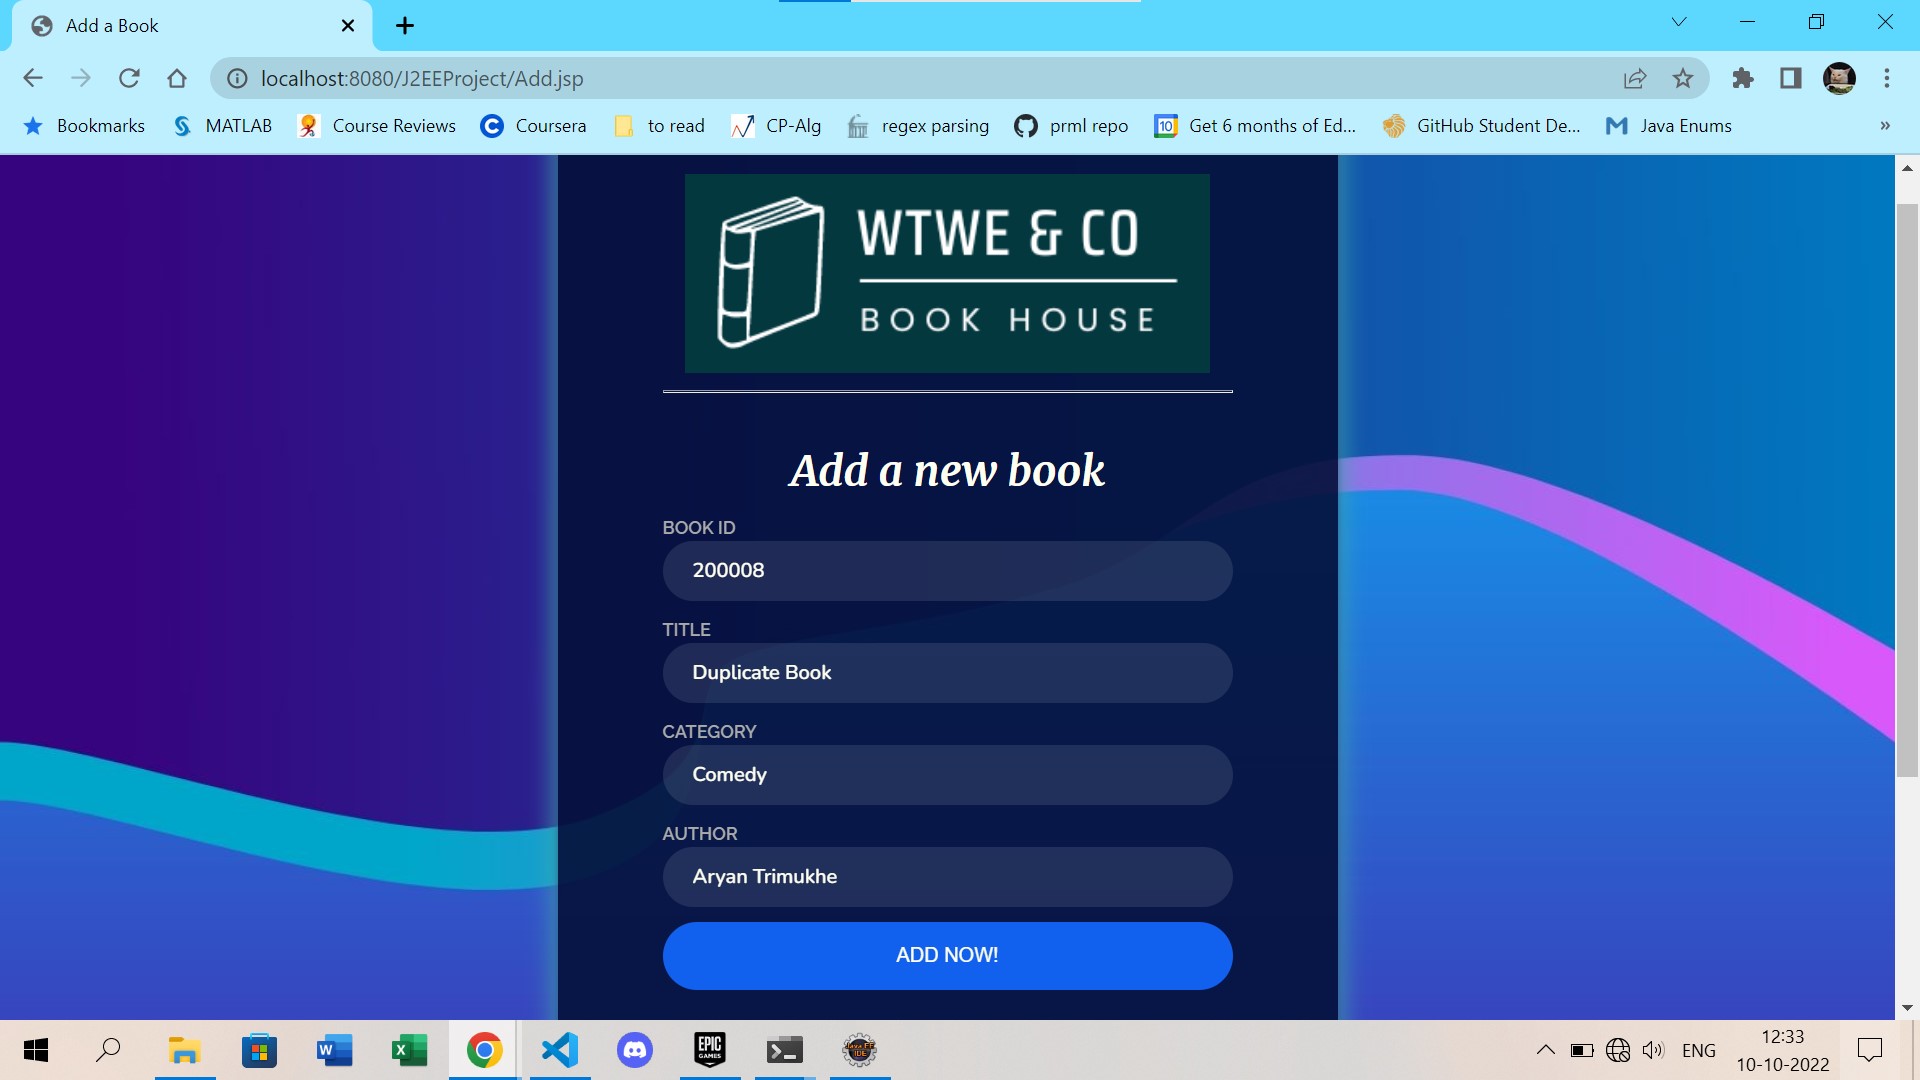 Add a Book
localhost:8080/J2EEProject/Add.jsp
Bookmarks MATLAB Course Reviews Coursera to read CP-Alg regex parsing prml repo Get 6 months of Ed... GitHub Student De... Java Enums »
WTWE & CO
BOOK HOUSE
Add a new book
BOOK ID
200008
TITLE
Duplicate Book
CATEGORY
Comedy
AUTHOR
Aryan Trimukhe
ADD NOW!
ENG
12:33
10-10-2022